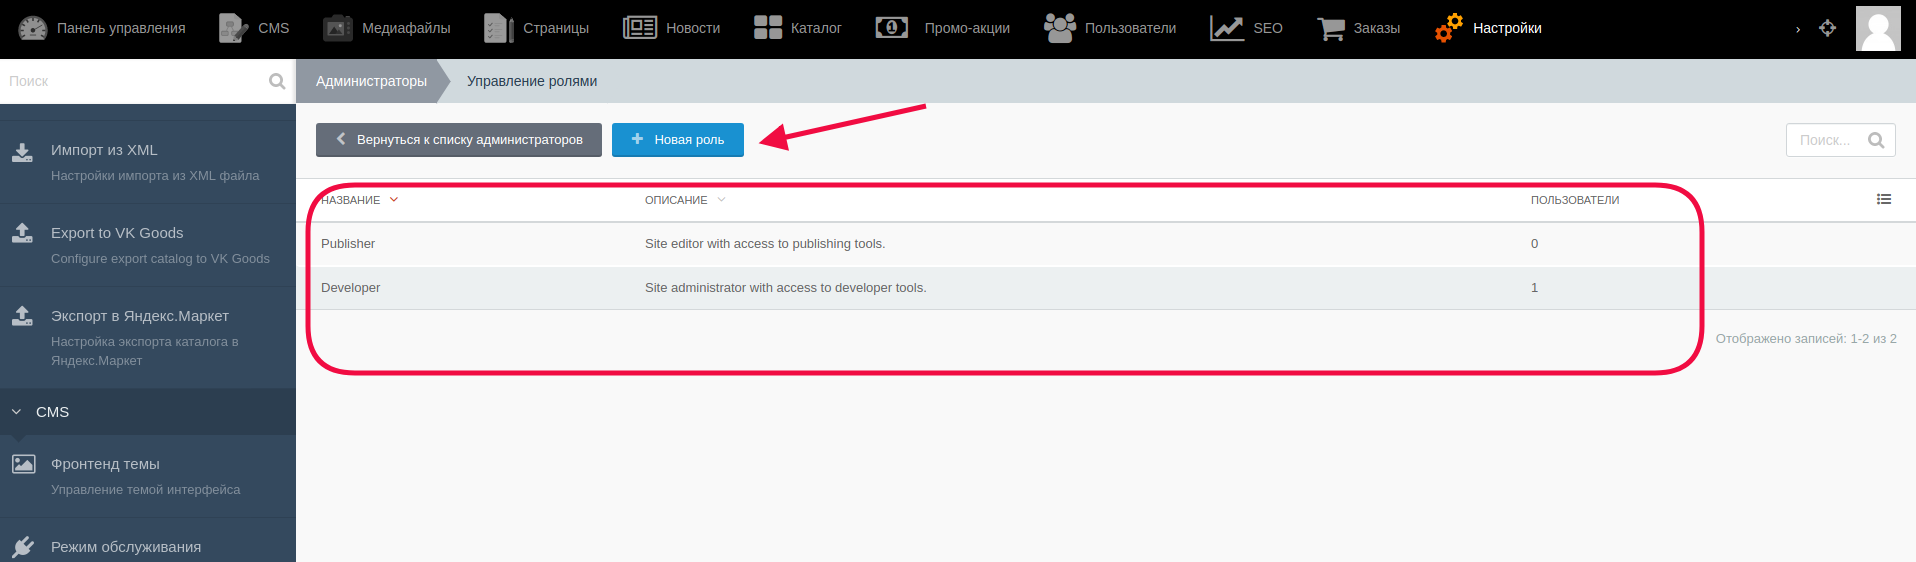 Панель управления CMS Медиафайлы Страницы Новости Каталог Промо-акции Пользователи SEO Заказы Настройки
Поиск
Администраторы Управление ролями
Вернуться к списку администраторов Новая роль Поиск...
Импорт из XML
Настройки импорта из XML файла
Export to VK Goods
Configure export catalog to VK Goods
Экспорт в Яндекс.Маркет
Настройка экспорта каталога в
Яндекс.Маркет
CMS
Фронтенд темы
Управление темой интерфейса
Режим обслуживания
НАЗВАНИЕ ОПИСАНИЕ ПОЛЬЗОВАТЕЛИ
Publisher Site editor with access to publishing tools. 0
Developer Site administrator with access to developer tools. 1
Отображено записей: 1-2 из 2